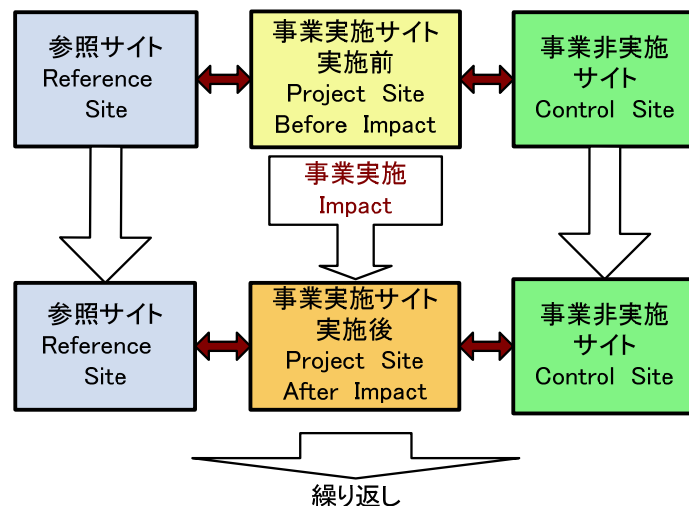 参照サイト
Reference
Site
事業実施サイト
実施前
Project Site
Before Impact
事業非実施
サイト
Control Site
事業実施
Impact
参照サイト
Reference
Site
事業実施サイト
実施後
Project Site
After Impact
事業非実施
サイト
Control Site
繰り返し